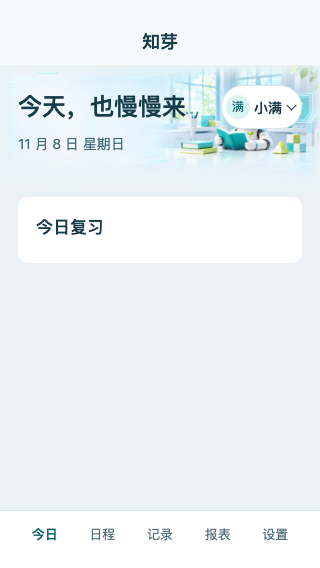 知芽
今天，也慢慢来
满 小满
11 月 8 日 星期日
今日复习
今日 日程 记录 报表 设置